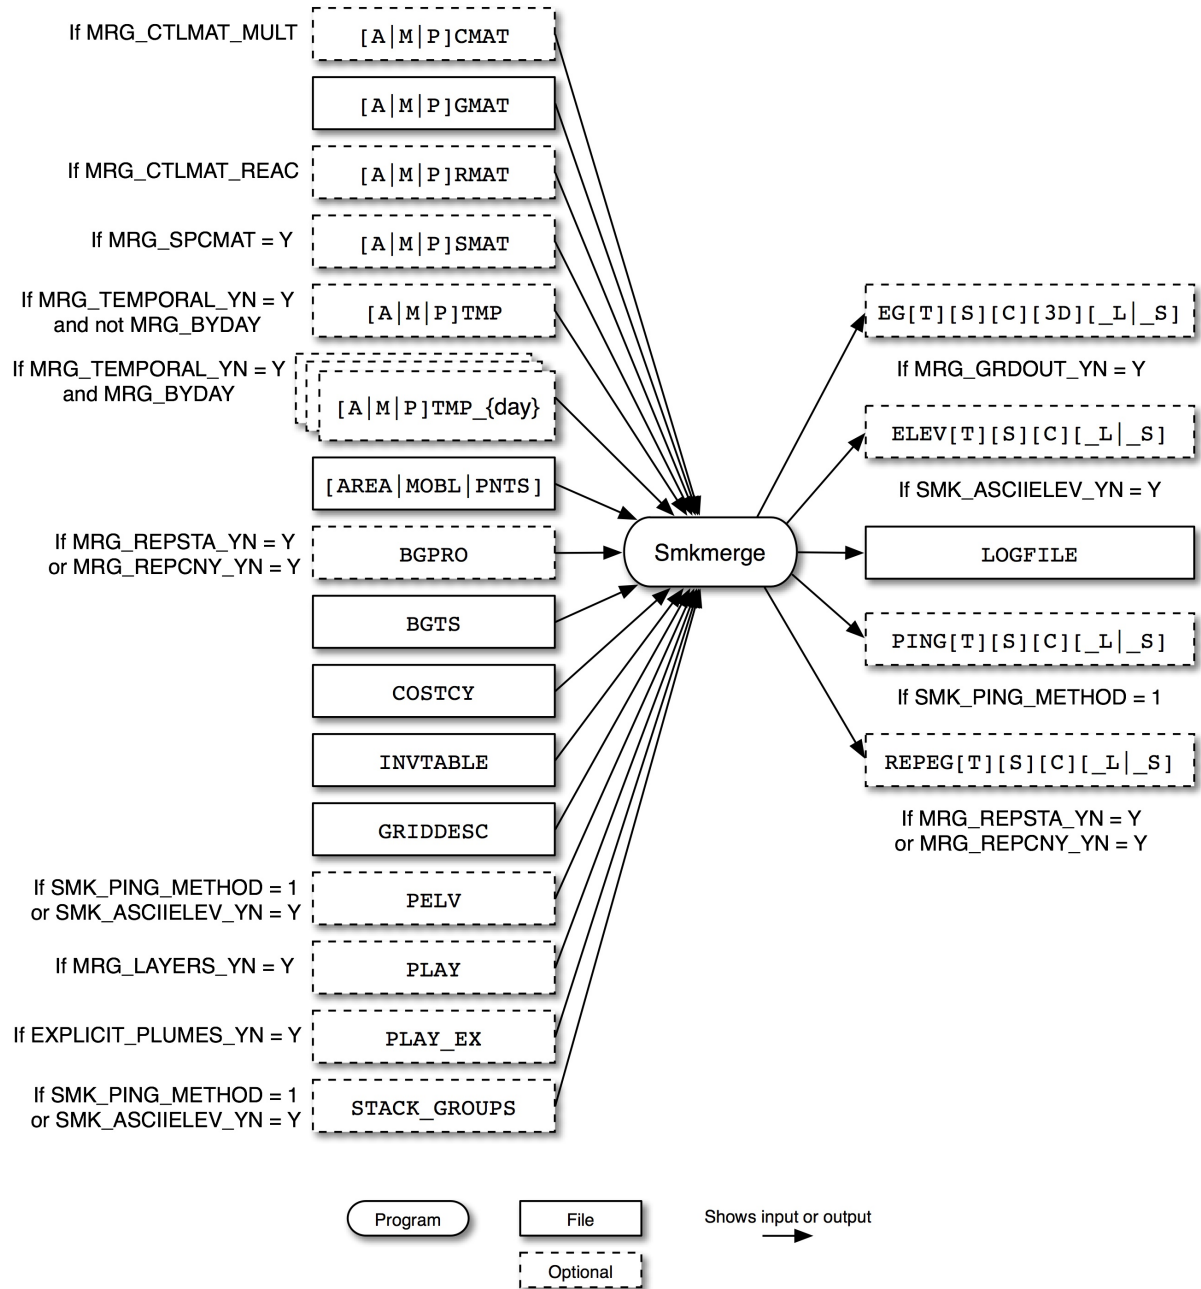 If MRG_CTLMAT_MULT
[A|M|P]CMAT
[A|M|P]GMAT
If MRG_CTLMAT_REAC
[A|M|P]RMAT
If MRG_SPCMAT = Y
[A|M|P]SMAT
If MRG_TEMPORAL_YN = Y
and not MRG_BYDAY
[A|M|P]TMP
If MRG_TEMPORAL_YN = Y
and MRG_BYDAY
[A|M|P]TMP_{day}
[AREA|MOBL|PNTS]
If MRG_REPSTA_YN = Y
or MRG_REPCNY_YN = Y
BGPRO
BGTS
COSTCY
INVTABLE
GRIDDESC
If SMK_PING_METHOD = 1
or SMK_ASCIIELEV_YN = Y
PELV
If MRG_LAYERS_YN = Y
PLAY
If EXPLICIT_PLUMES_YN = Y
PLAY_EX
If SMK_PING_METHOD = 1
or SMK_ASCIIELEV_YN = Y
STACK_GROUPS
Smkmerge
EG[T][S][C][3D][_L|_S]
If MRG_GRDOUT_YN = Y
ELEV[T][S][C][_L|_S]
If SMK_ASCIIELEV_YN = Y
LOGFILE
PING[T][S][C][_L|_S]
If SMK_PING_METHOD = 1
REPEG[T][S][C][_L|_S]
If MRG_REPSTA_YN = Y
or MRG_REPCNY_YN = Y
Program
File
Shows input or output
Optional